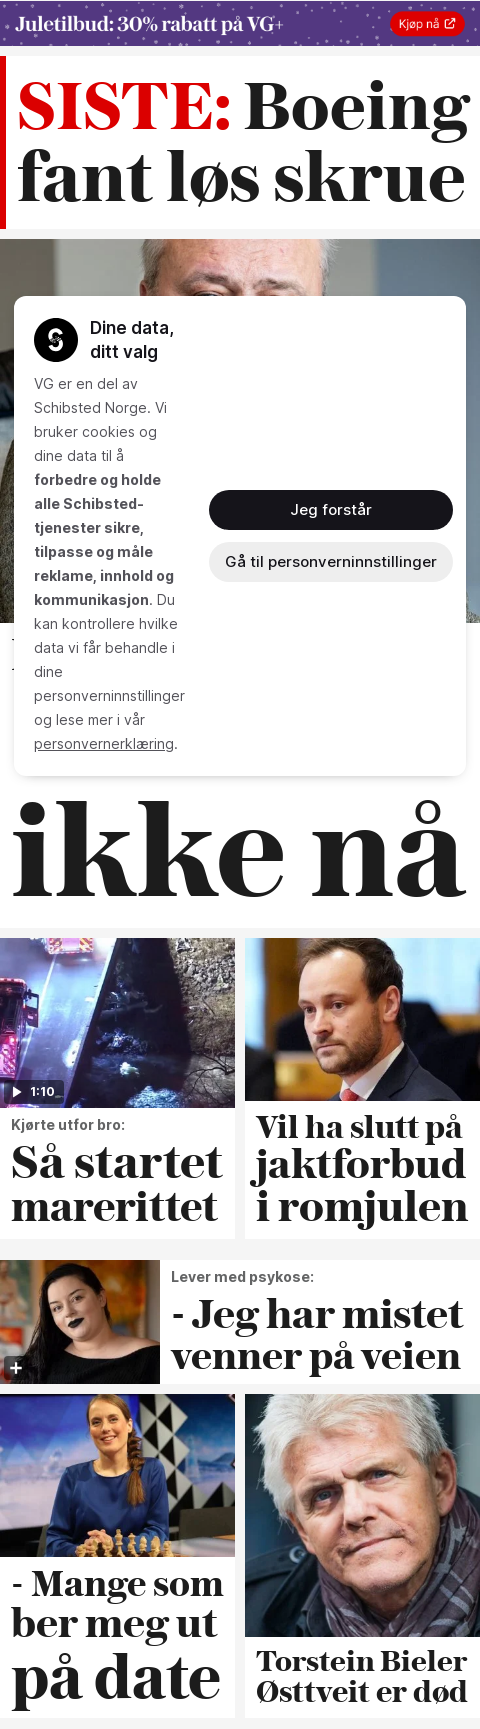 Juletilbud: 30% rabatt på VG+
Kjøp nå
SISTE: Boeing
fant løs skrue
Dine data,
ditt valg
VG er en del av
Schibsted Norge. Vi
bruker cookies og
dine data til å
forbedre og holde
alle Schibsted-
tjenester sikre,
tilpasse og måle
reklame, innhold og
kommunikasjon. Du
kan kontrollere hvilke
data vi får behandle i
dine
personverninnstillinger
og lese mer i vår
personvernerklæring.
Jeg forstår
Gå til personverninnstillinger
ikke nå
1:10
Kjørte utfor bro:
Så startet
marerittet
Vil ha slutt på
jaktforbud
i romjulen
Lever med psykose:
- Jeg har mistet
venner på veien
- Mange som
ber meg ut
på date
Torstein Bieler
Østtveit er død